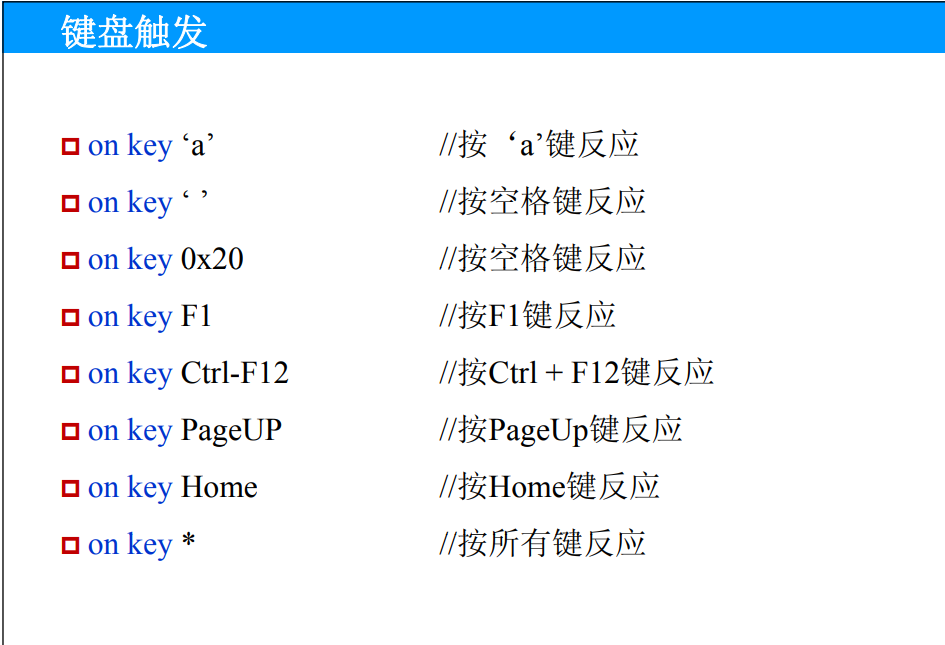 键盘触发
on key ‘a’ //按‘a’键反应
on key ‘ ’ //按空格键反应
on key 0x20 //按空格键反应
on key F1 //按F1键反应
on key Ctrl-F12 //按Ctrl + F12键反应
on key PageUP //按PageUp键反应
on key Home //按Home键反应
on key * //按所有键反应